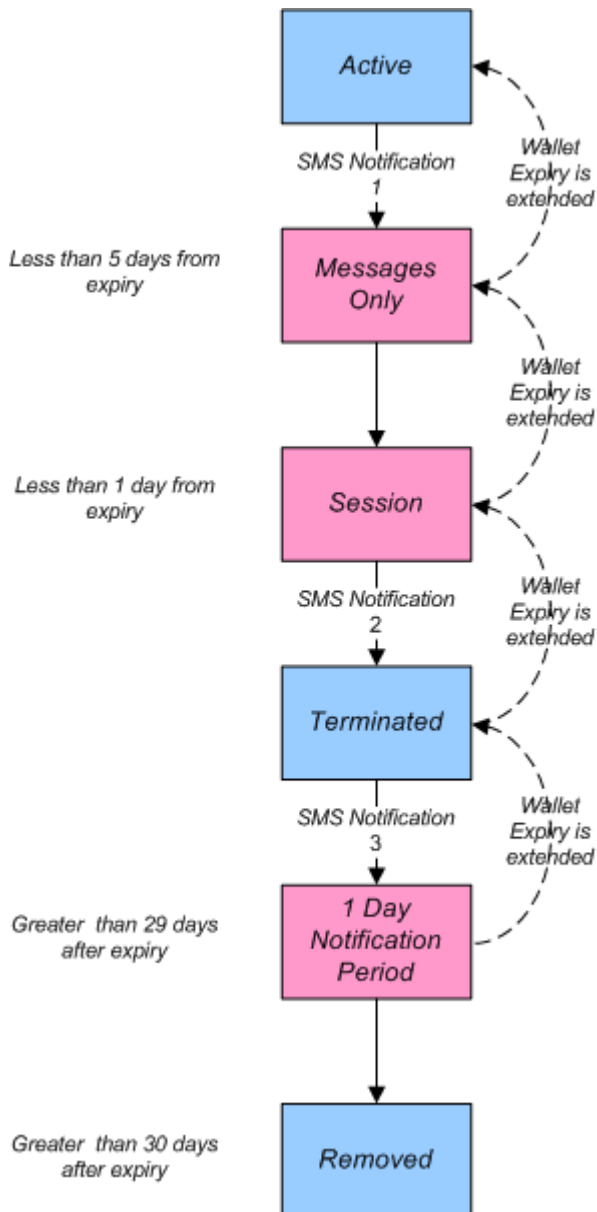 Active
SMS Notification
1
Wallet
Expiry is
extended
Less than 5 days from
expiry
Messages
Only
Wallet
Expiry is
extended
Less than 1 day from
expiry
Session
SMS Notification
2
Wallet
Expiry is
extended
Terminated
SMS Notification
3
Wallet
Expiry is
extended
Greater than 29 days
after expiry
1 Day
Notification
Period
Greater than 30 days
after expiry
Removed